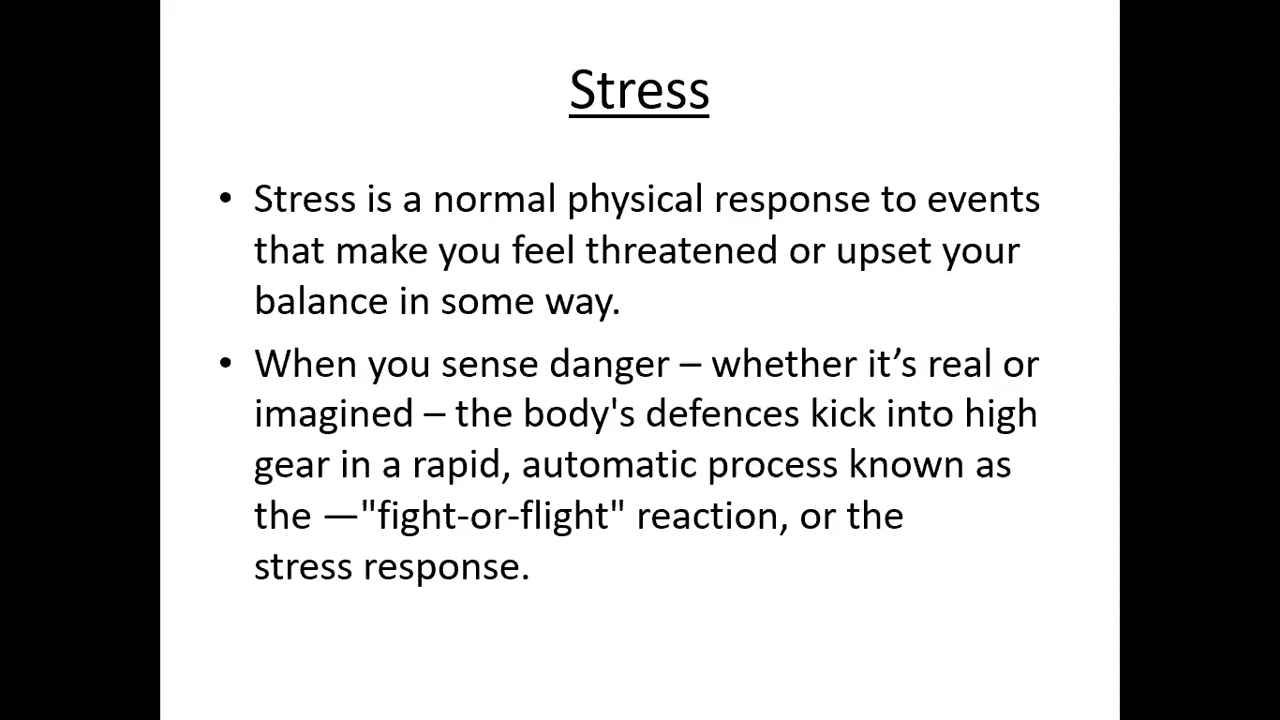 Stress
• Stress is a normal physical response to events
that make you feel threatened or upset your
balance in some way.
• When you sense danger – whether it’s real or
imagined – the body's defences kick into high
gear in a rapid, automatic process known as
the —"fight-or-flight" reaction, or the
stress response.